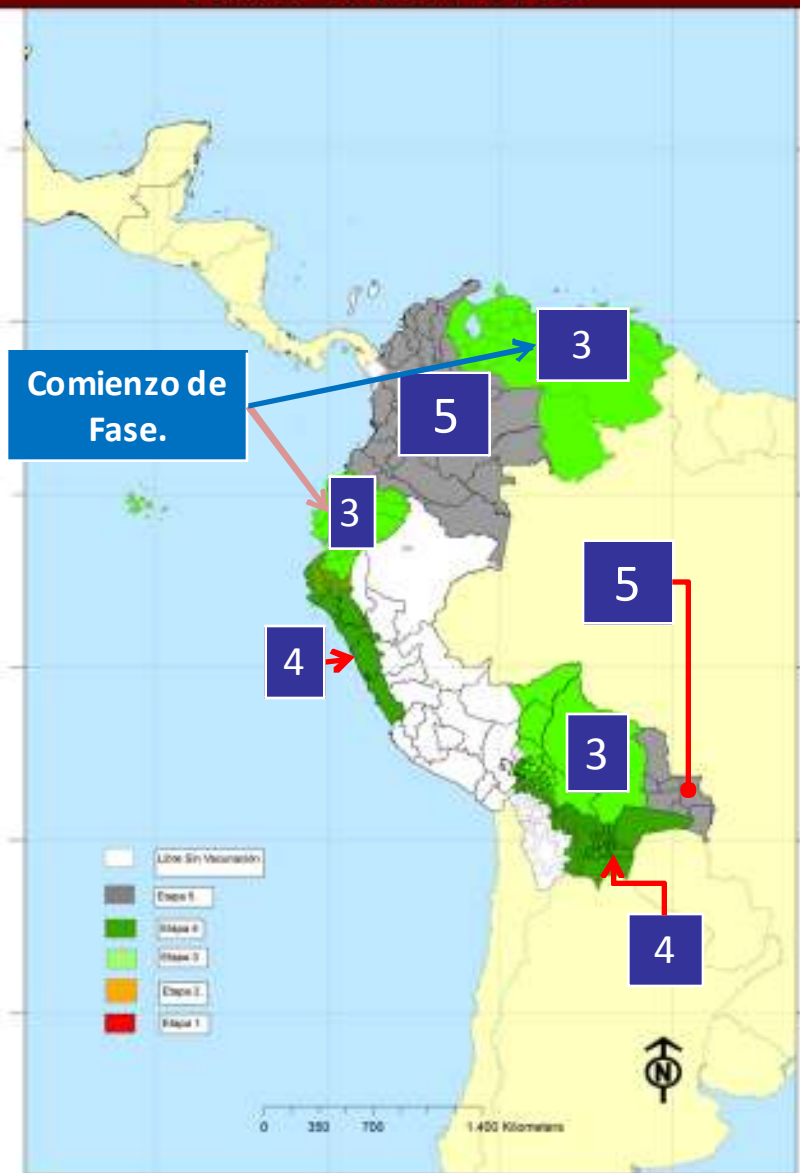 3
Comienzo de
Fase.
5
3
5
4
3
Libre Sin Vacunación
Etapa 5
Etapa 4
Etapa 3
Etapa 2
Etapa 1
4
N
0 350 700 1.400 Kilometers